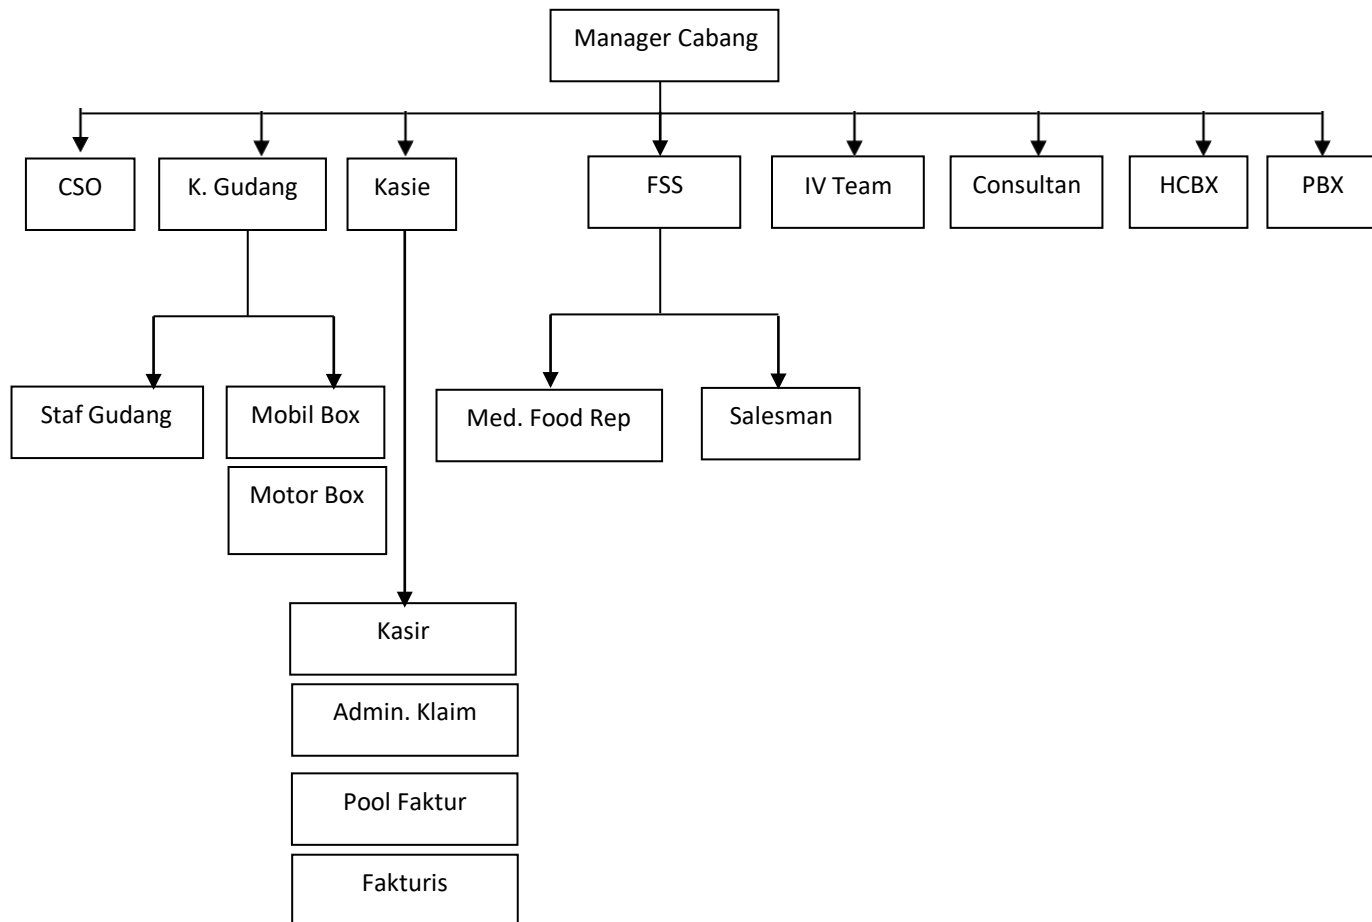 Manager Cabang
CSO
K. Gudang
Kasie
FSS
IV Team
Consultan
HCBX
PBX
Staf Gudang
Mobil Box
Med. Food Rep
Salesman
Motor Box
Kasir
Admin. Klaim
Pool Faktur
Fakturis